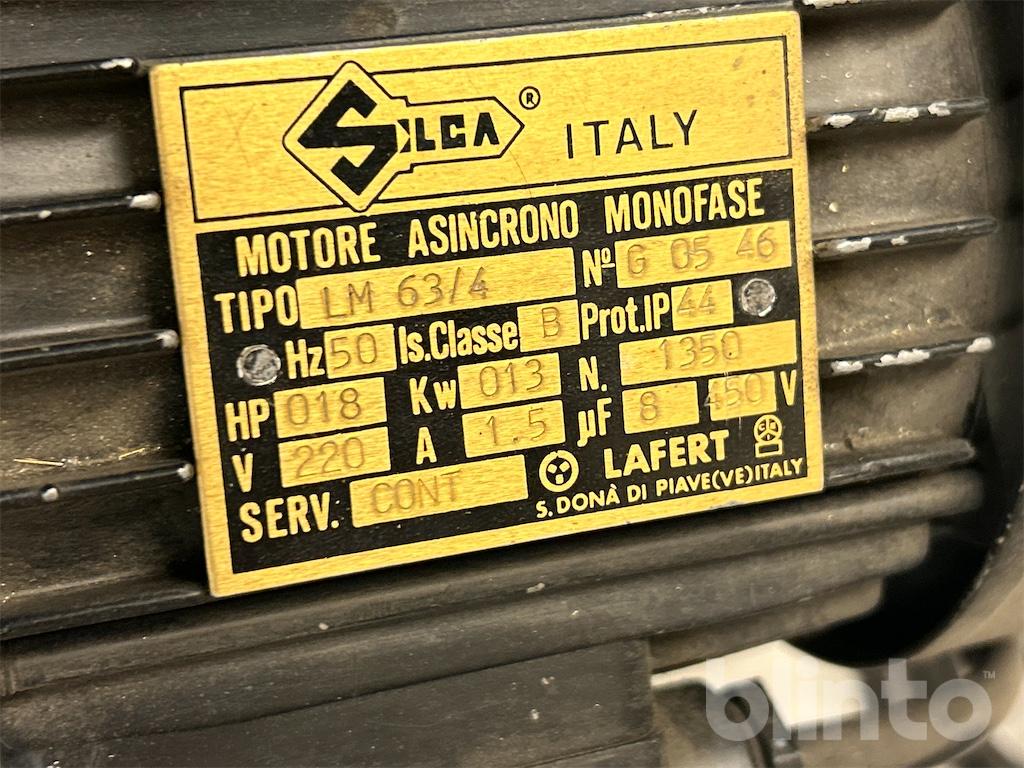 SILCA® ITALY
MOTORE ASINCRONO MONOFASE
TIPO LM 63/4 Nº G 05 46
Hz 50 Is.Classe B Prot.IP 44
HP 018 Kw 013 N. 1350
V 220 A 1.5 µF 8 450 V
SERV. CONT LAFERT
S. DONÀ DI PIAVE(VE)ITALY
blinto™